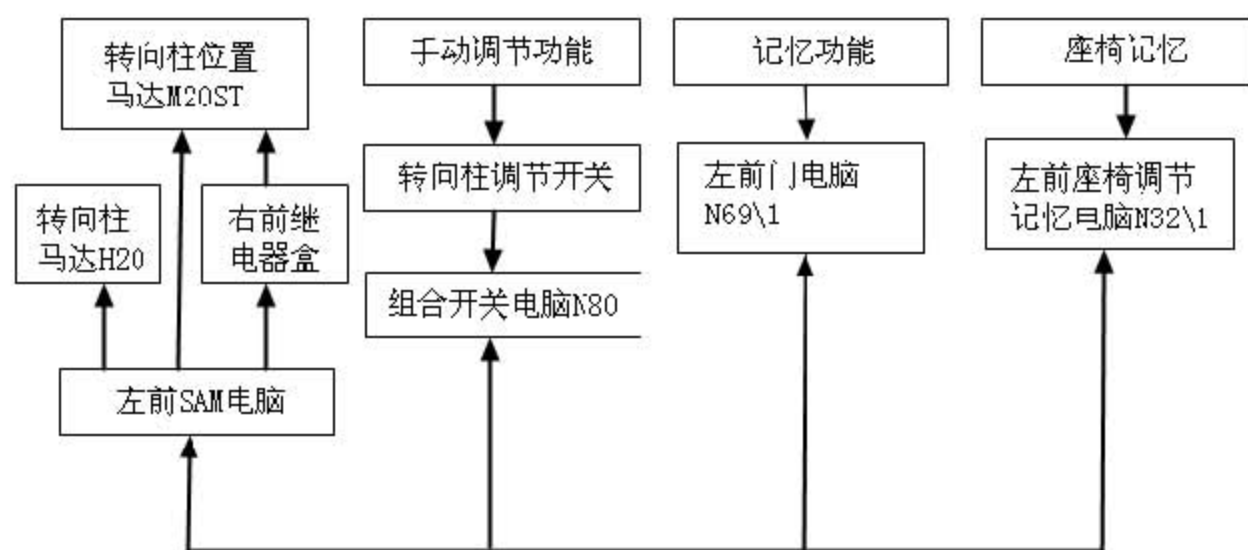 转向柱位置
马达M20ST
手动调节功能
记忆功能
座椅记忆
转向柱
马达H20
右前继
电器盒
转向柱调节开关
左前门电脑
N69\1
左前座椅调节
记忆电脑N32\1
组合开关电脑N80
左前SAM电脑